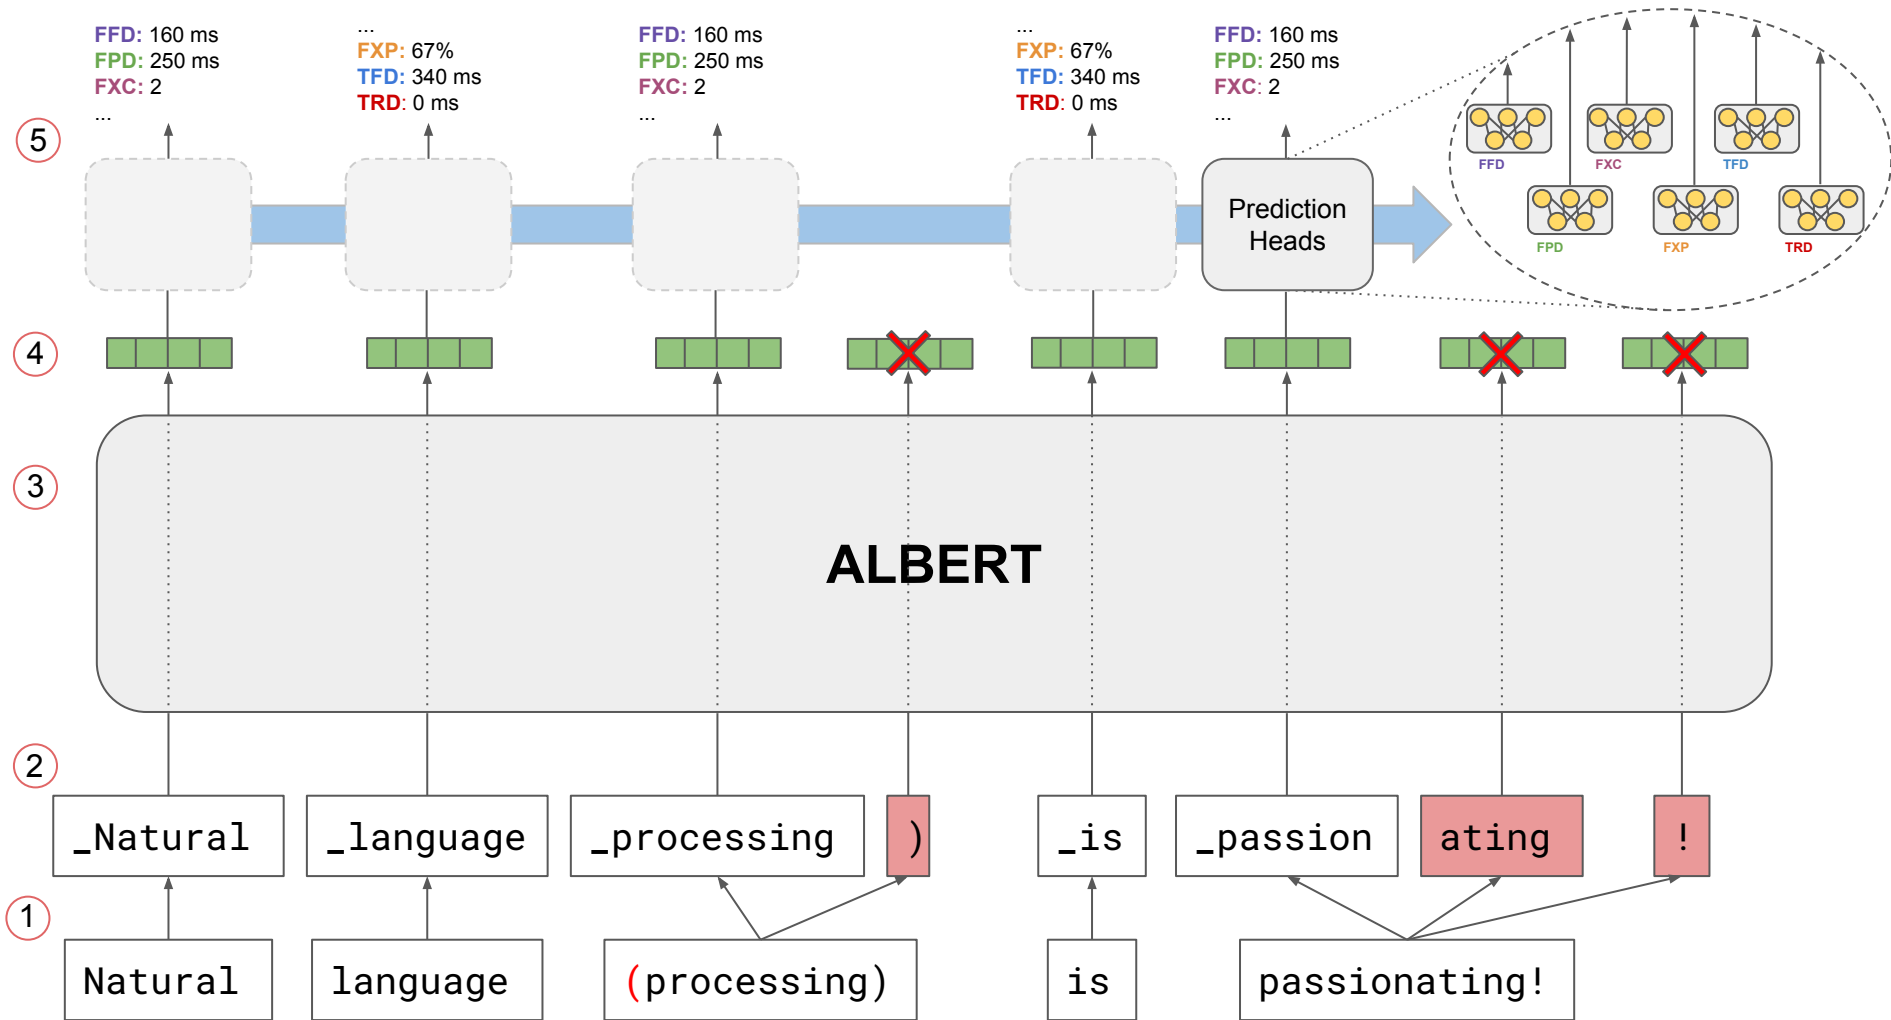 FFD: 160 ms
FPD: 250 ms
FXC: 2
...
...
FXP: 67%
TFD: 340 ms
TRD: 0 ms
FFD: 160 ms
FPD: 250 ms
FXC: 2
...
...
FXP: 67%
TFD: 340 ms
TRD: 0 ms
FFD: 160 ms
FPD: 250 ms
FXC: 2
...
FFD
FXC
TFD
FPD
FXP
TRD
5
Prediction
Heads
4
3
ALBERT
2
_Natural
_language
_processing
)
_is
_passion
ating
!
1
Natural
language
(processing)
is
passionating!